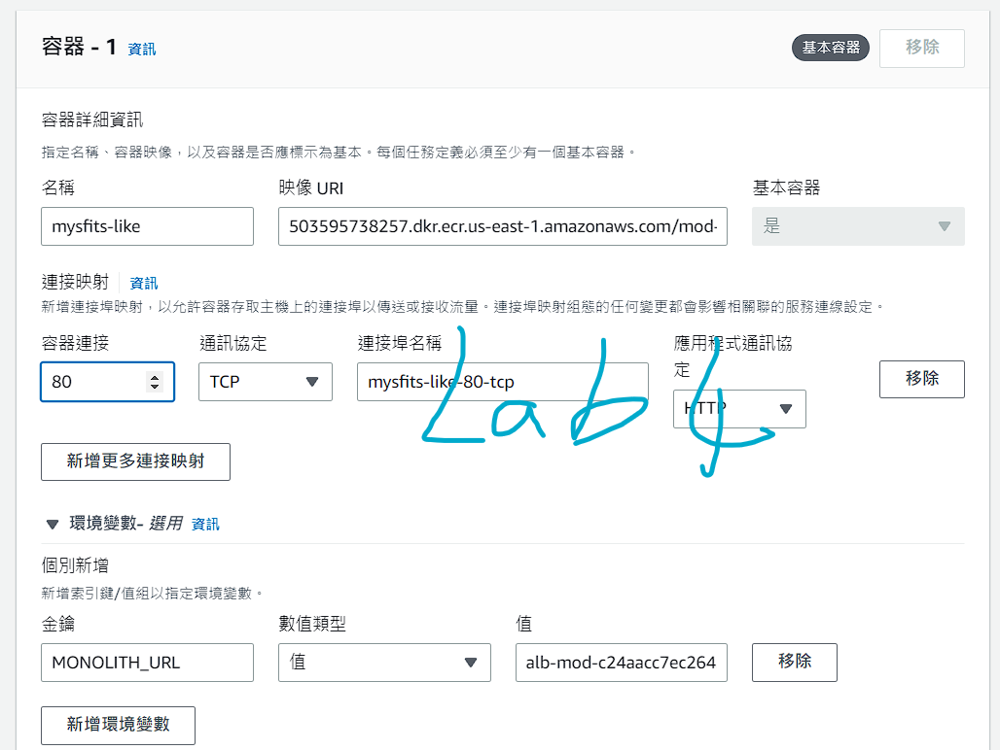 容器 - 1 資訊 基本容器 移除
容器詳細資訊
指定名稱、容器映像，以及容器是否應標示為基本。每個任務定義必須至少有一個基本容器。
名稱 映像 URI 基本容器
mysfits-like 503595738257.dkr.ecr.us-east-1.amazonaws.com/mod- 是
連接映射 資訊
新增連接埠映射，以允許容器存取主機上的連接埠以傳送或接收流量。連接埠映射組態的任何變更都會影響相關聯的服務連線設定。
容器連接 通訊協定 連接埠名稱 應用程式通訊協
定
80 TCP mysfits-like-80-tcp HTTP 移除
Lab 4
新增更多連接映射
環境變數- 選用 資訊
個別新增
新增索引鍵/值組以指定環境變數。
金鑰 數值類型 值
MONOLITH_URL 值 alb-mod-c24aacc7ec264 移除
新增環境變數